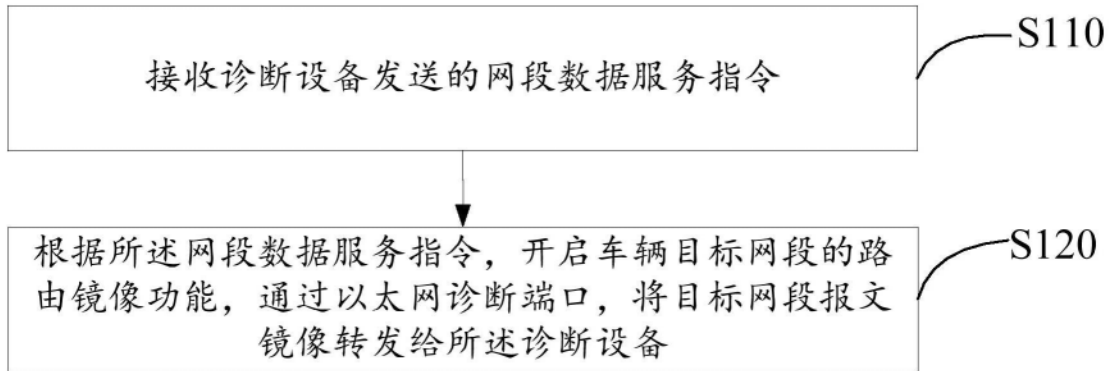 S110
接收诊断设备发送的网段数据服务指令
S120
根据所述网段数据服务指令，开启车辆目标网段的路
由镜像功能，通过以太网诊断端口，将目标网段报文
镜像转发给所述诊断设备